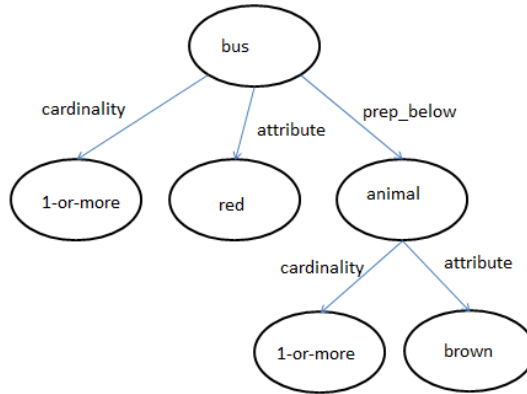 bus
cardinality
attribute
prep_below
1-or-more
red
animal
cardinality
attribute
1-or-more
brown